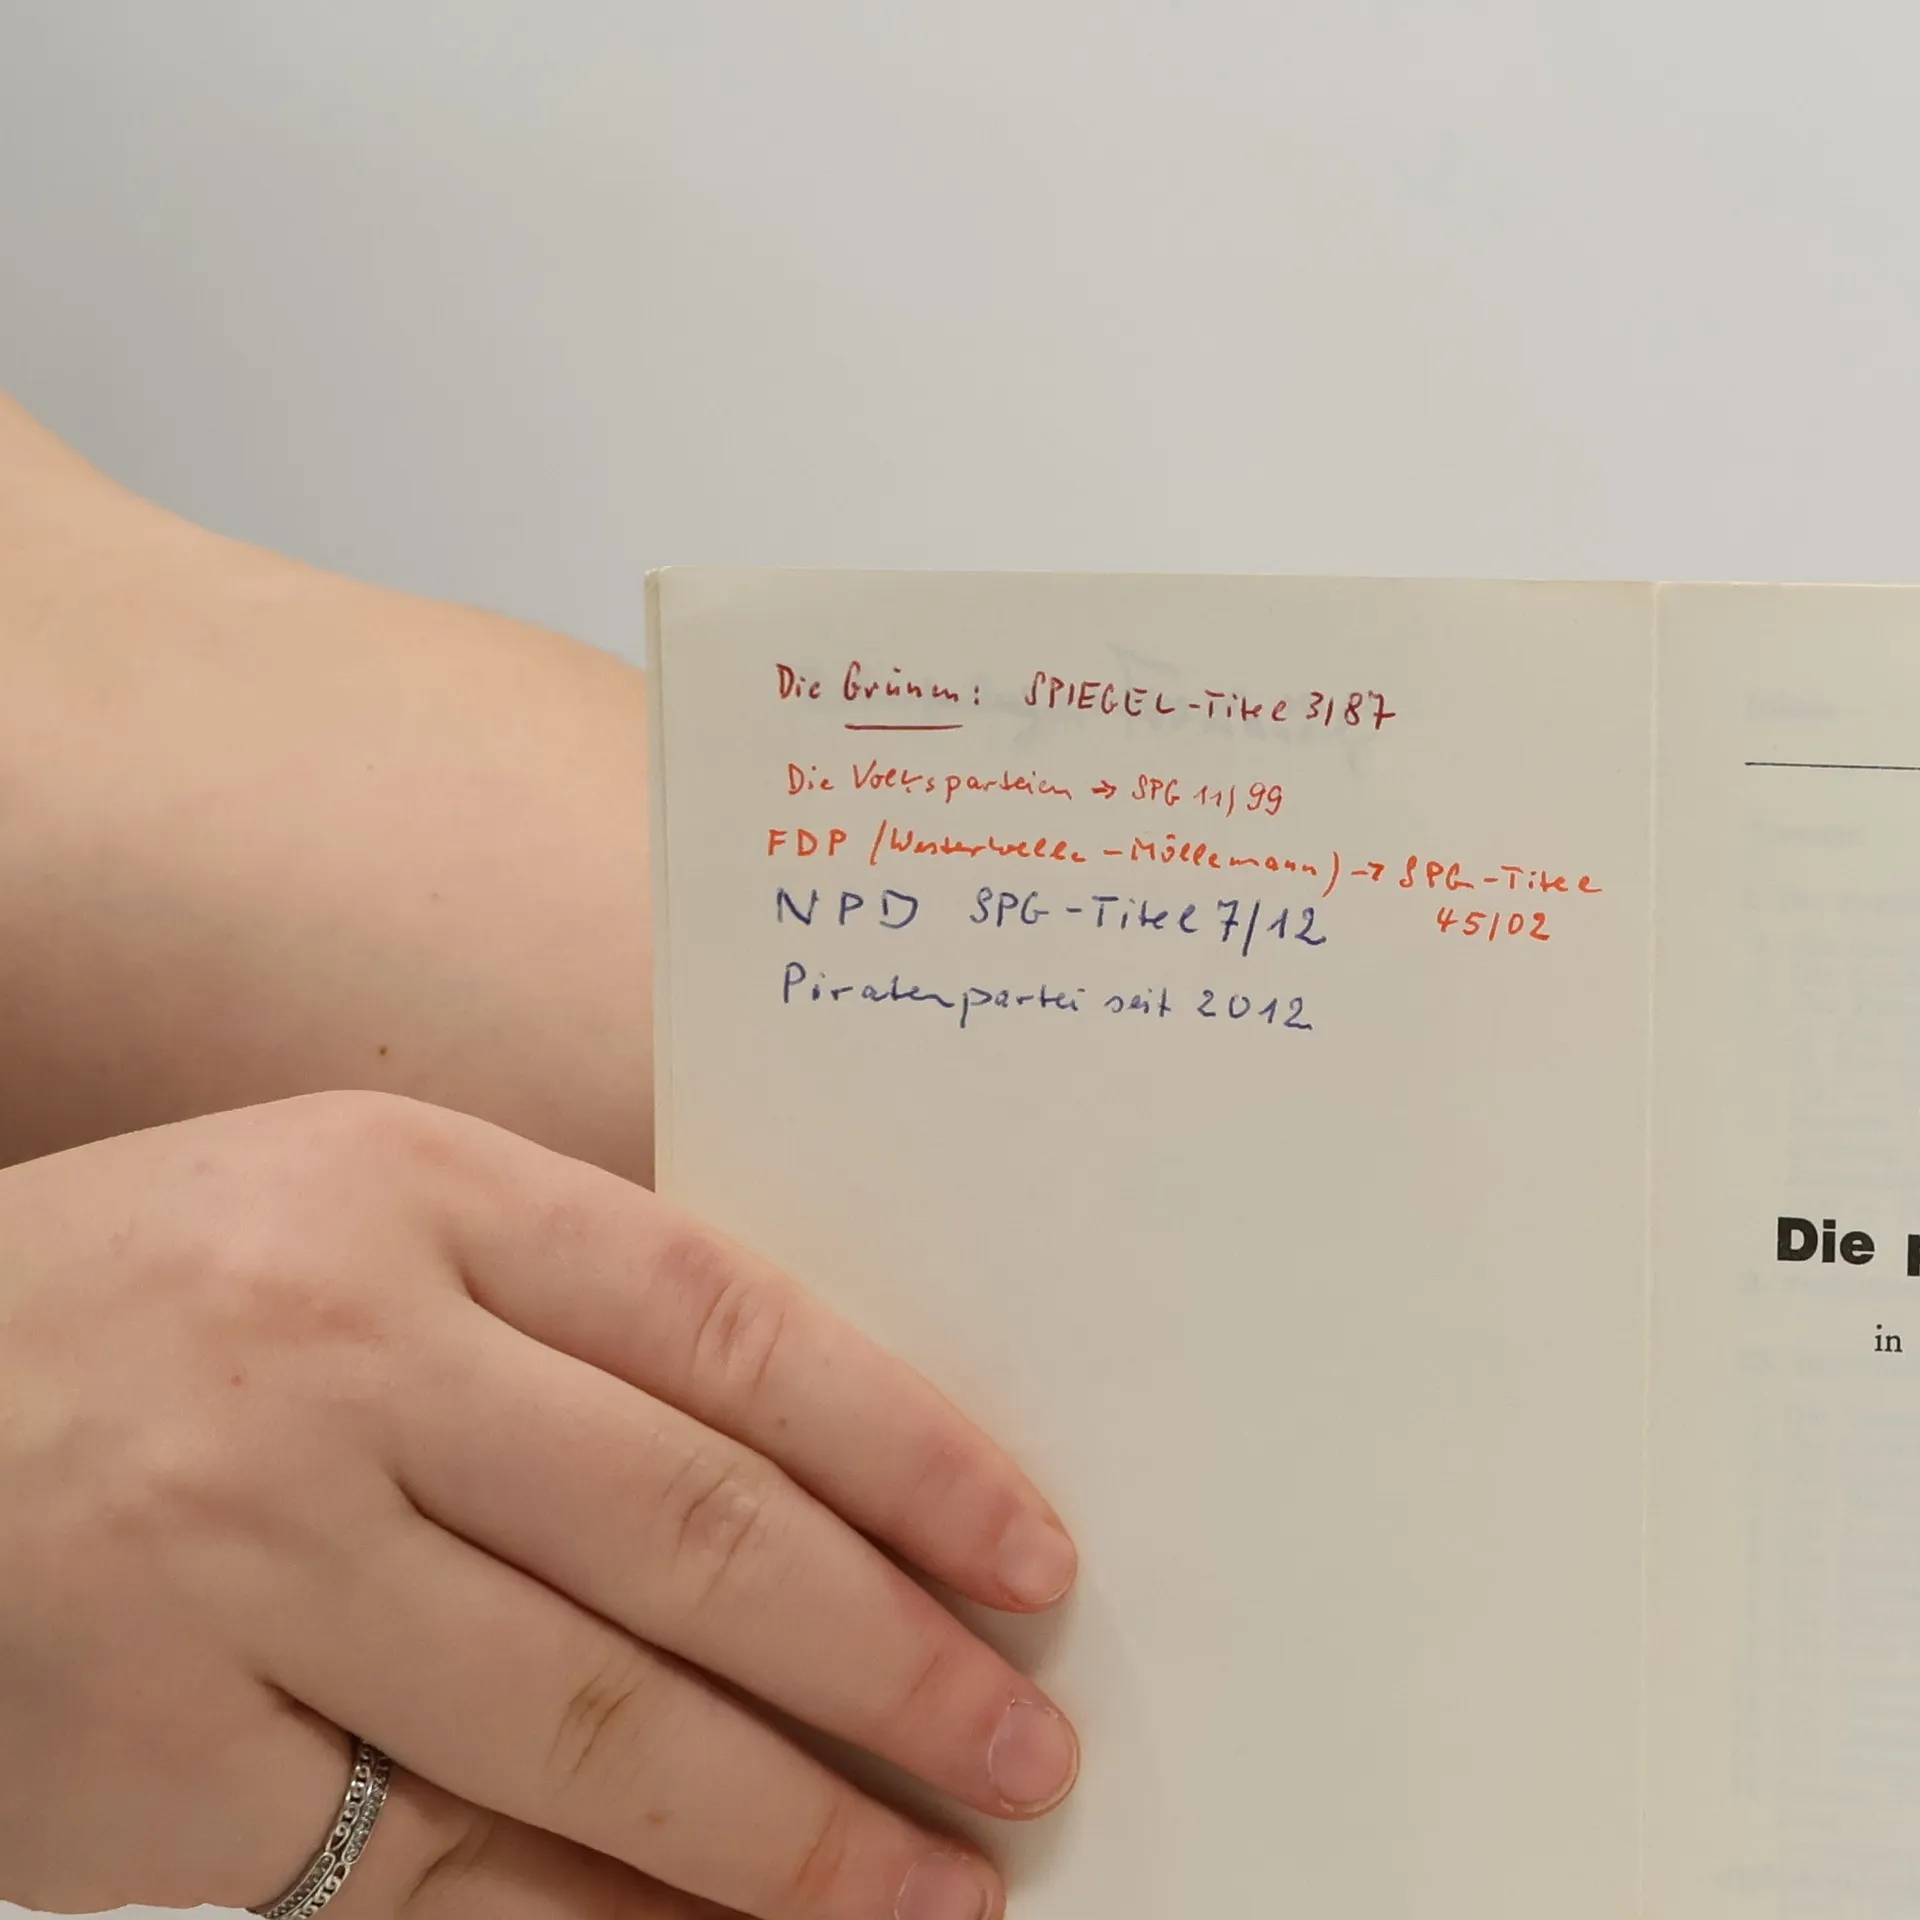 Die Grünen: SPIEGEL-Titel 3/87
Die Volksparteien → SPG 11/99
FDP (Westerwelle - Möllemann) → SPG-Titel
45/02
NPD SPG-Titel 7/12
Piratenpartei seit 2012
Die
in